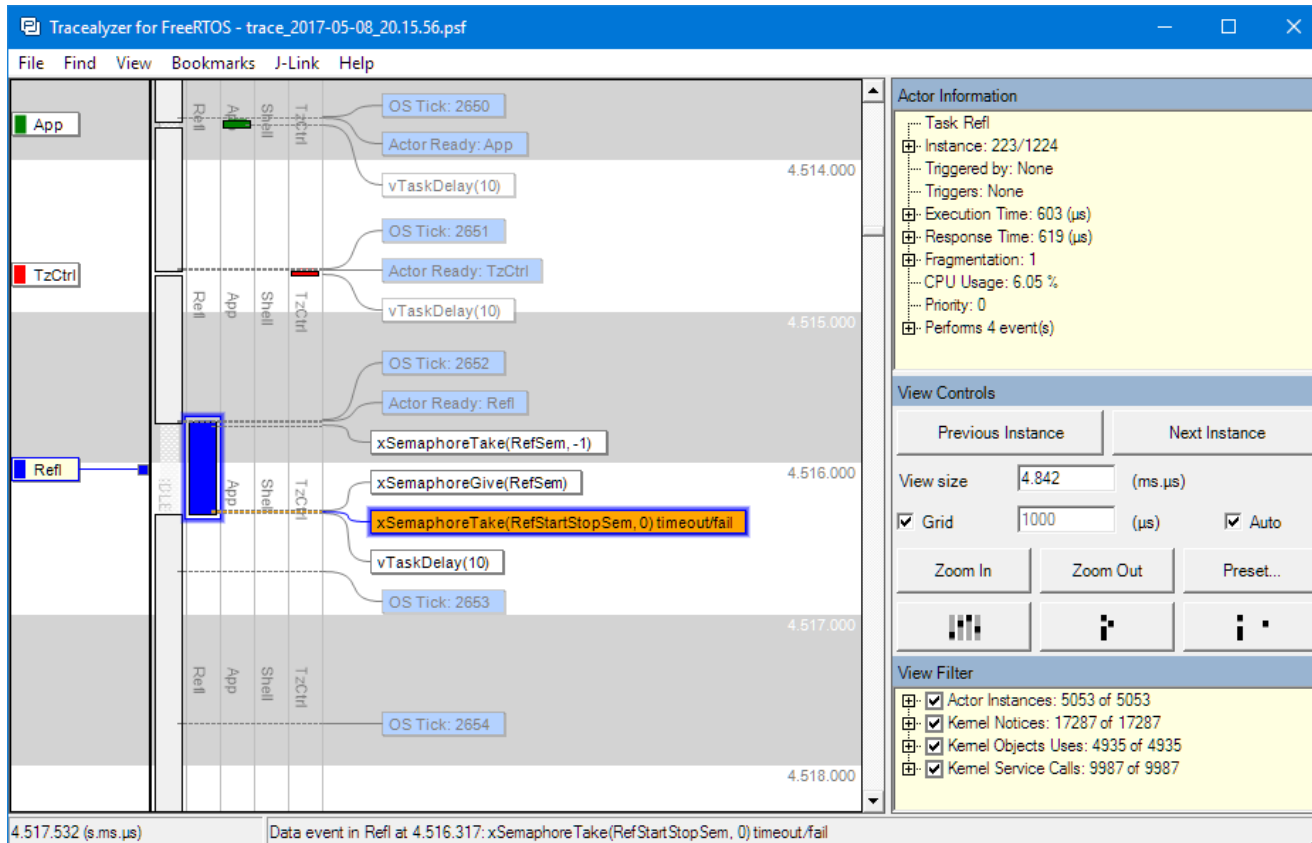 Tracealyzer for FreeRTOS - trace_2017-05-08_20.15.56.psf
File Find View Bookmarks J-Link Help
App
TzCtrl
Refl
Refl App Shell TzCtrl
OS Tick: 2650
Actor Ready: App
vTaskDelay(10)
4.514.000
OS Tick: 2651
Actor Ready: TzCtrl
vTaskDelay(10)
Refl App Shell TzCtrl
4.515.000
OS Tick: 2652
Actor Ready: Refl
xSemaphoreTake(RefSem, -1)
4.516.000
IDLE
App Shell TzCtrl
xSemaphoreGive(RefSem)
xSemaphoreTake(RefStartStopSem, 0) timeout/fail
vTaskDelay(10)
OS Tick: 2653
4.517.000
Refl App Shell TzCtrl
OS Tick: 2654
4.518.000
Actor Information
Task Refl
Instance: 223/1224
Triggered by: None
Triggers: None
Execution Time: 603 (µs)
Response Time: 619 (µs)
Fragmentation: 1
CPU Usage: 6.05 %
Priority: 0
Performs 4 event(s)
View Controls
Previous Instance Next Instance
View size 4.842 (ms.µs)
Grid 1000 (µs) Auto
Zoom In Zoom Out Preset...
View Filter
Actor Instances: 5053 of 5053
Kernel Notices: 17287 of 17287
Kernel Objects Uses: 4935 of 4935
Kernel Service Calls: 9987 of 9987
4.517.532 (s.ms.µs) Data event in Refl at 4.516.317: xSemaphoreTake(RefStartStopSem, 0) timeout/fail